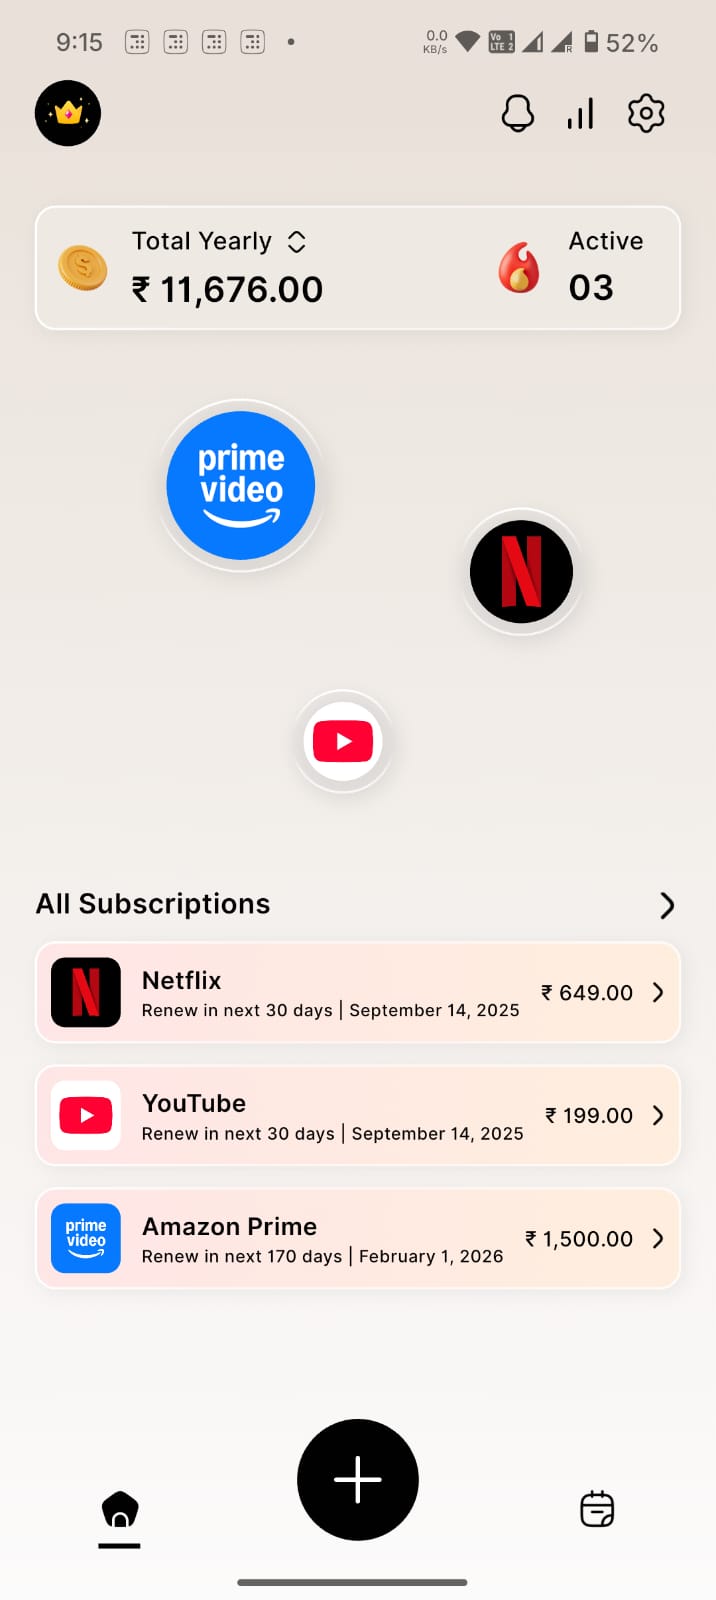 9:15
0.0
KB/s
Vo 1
LTE 2
R
52%
Total Yearly
₹ 11,676.00
Active
03
prime
video
N
All Subscriptions
N
Netflix
Renew in next 30 days | September 14, 2025
₹ 649.00
YouTube
Renew in next 30 days | September 14, 2025
₹ 199.00
prime
video
Amazon Prime
Renew in next 170 days | February 1, 2026
₹ 1,500.00